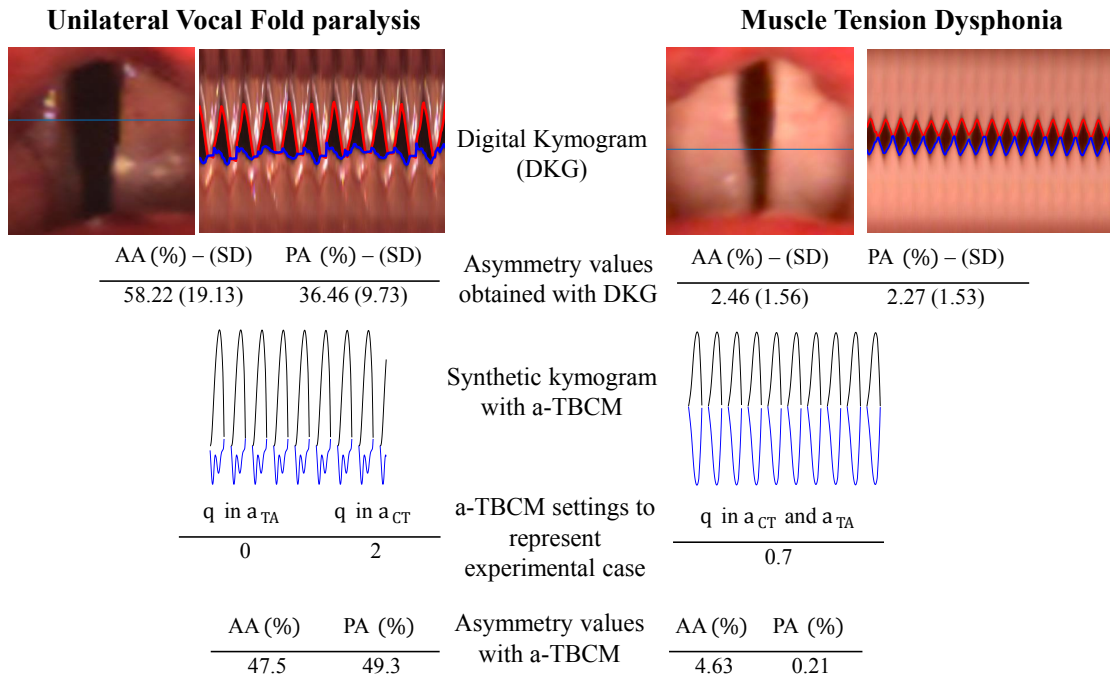 Unilateral Vocal Fold paralysis
Muscle Tension Dysphonia
Digital Kymogram
(DKG)
AA (%) – (SD) PA (%) – (SD)
58.22 (19.13) 36.46 (9.73)
Asymmetry values
obtained with DKG
AA (%) – (SD) PA (%) – (SD)
2.46 (1.56) 2.27 (1.53)
Synthetic kymogram
with a-TBCM
q in a TA q in a CT
0 2
a-TBCM settings to
represent
experimental case
q in a CT and a TA
0.7
AA (%) PA (%)
47.5 49.3
Asymmetry values
with a-TBCM
AA (%) PA (%)
4.63 0.21